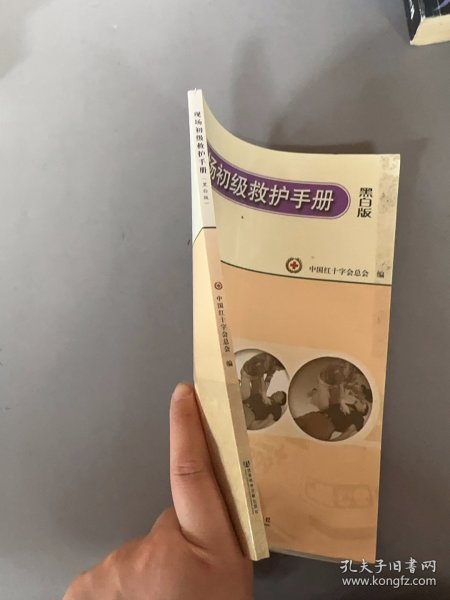 现场初级救护手册
(黑白版)
中国红十字会总会 编
场初级救护手册
黑白版
中国红十字会总会 编
孔夫子旧书网
www.kongfz.com